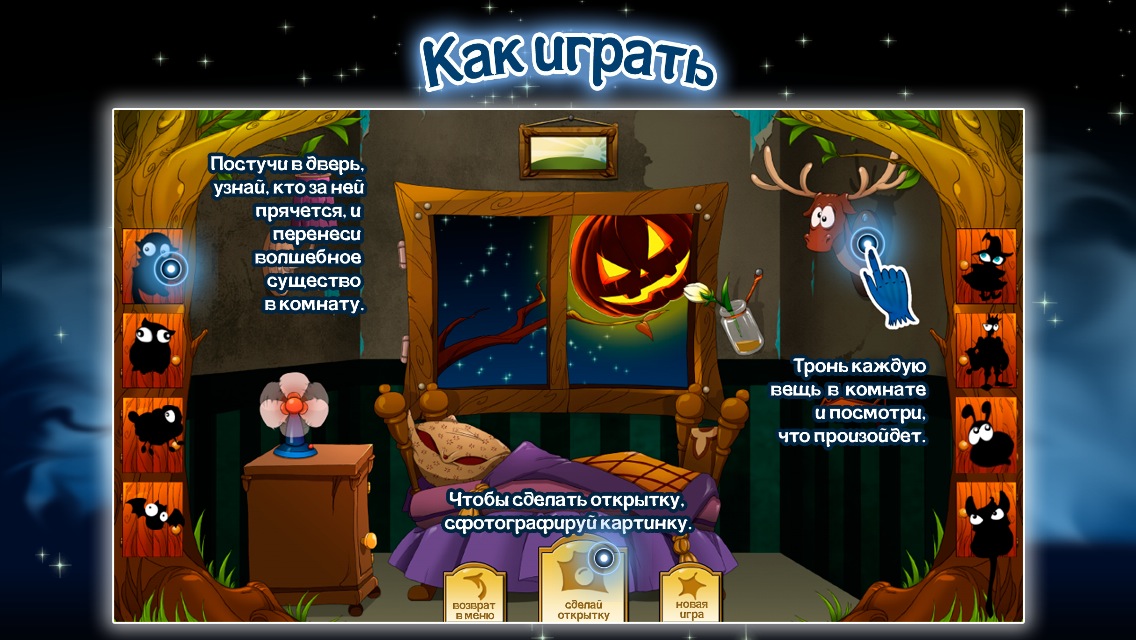 Как играть
Постучи в дверь,
узнай, кто за ней
прячется, и
перенеси
волшебное
существо
в комнату.
Тронь каждую
вещь в комнате
и посмотри,
что произойдет.
Чтобы сделать открытку,
сфотографируй картинку.
возврат
в меню
сделай
открытку
новая
игра